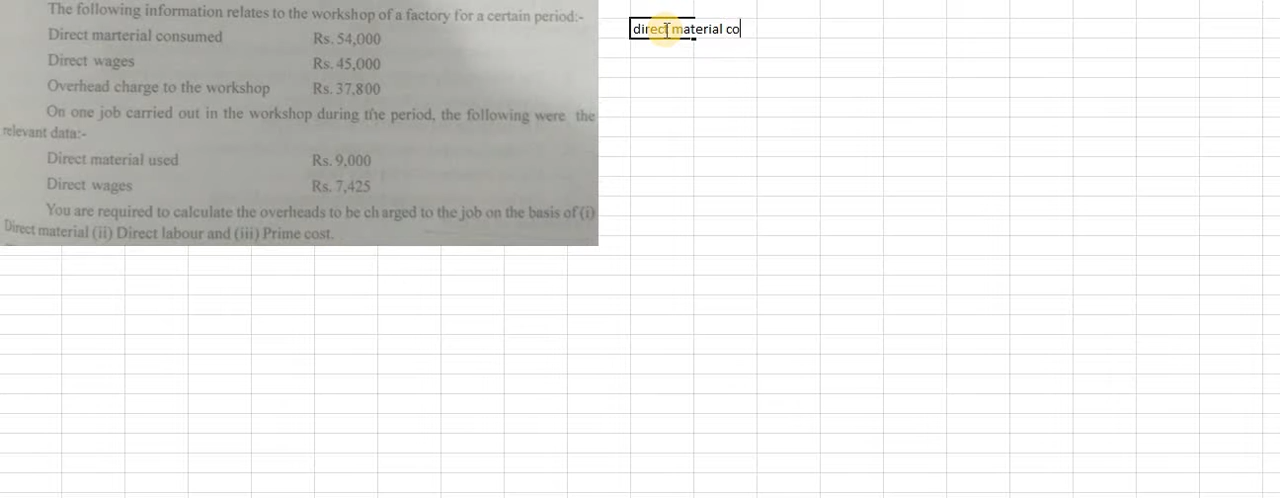 The following information relates to the workshop of a factory for a certain period:-
Direct marterial consumed Rs. 54,000
Direct wages Rs. 45,000
Overhead charge to the workshop Rs. 37,800
On one job carried out in the workshop during the period, the following were the
relevant data:-
Direct material used Rs. 9,000
Direct wages Rs. 7,425
You are required to calculate the overheads to be charged to the job on the basis of (i)
Direct material (ii) Direct labour and (iii) Prime cost.
direct material co